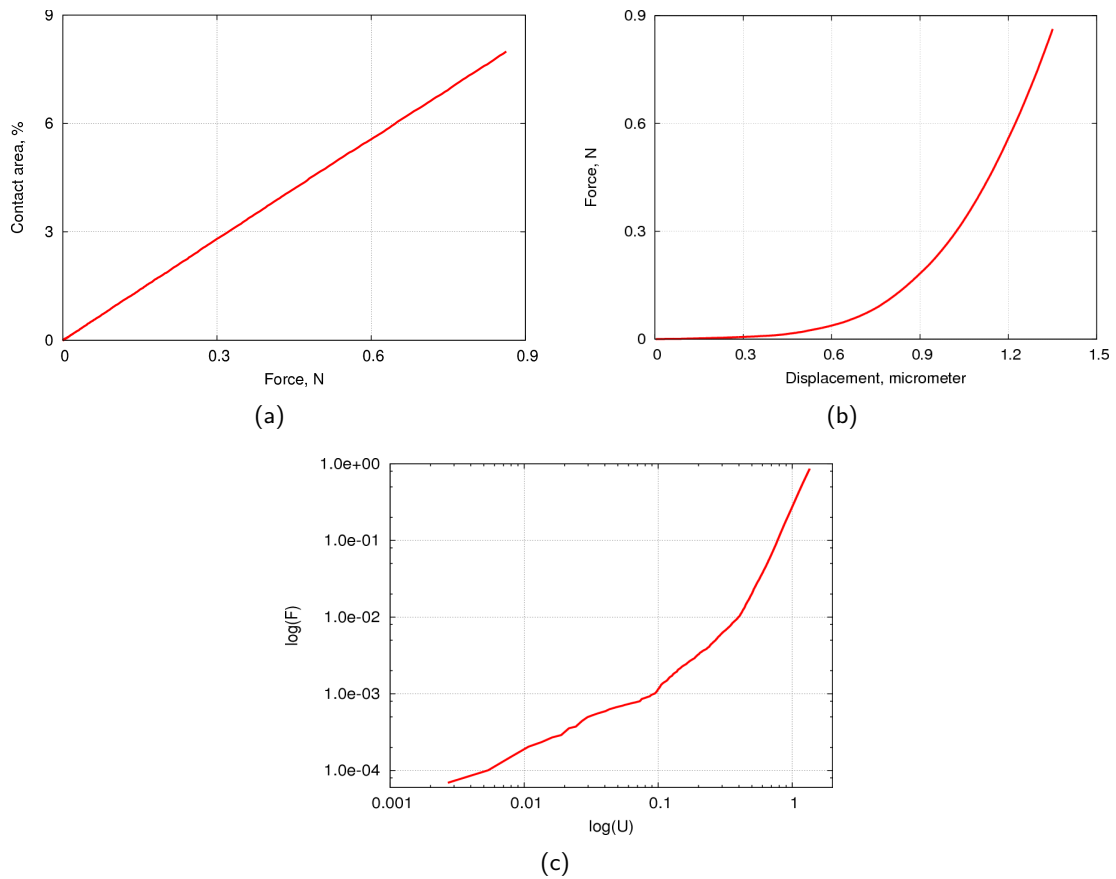 9
6
3
0
Contact area, %
0
0.3
0.6
0.9
Force, N
(a)
0.9
0.6
0.3
0
Force, N
0
0.3
0.6
0.9
1.2
1.5
Displacement, micrometer
(b)
1.0e+00
1.0e-01
1.0e-02
1.0e-03
1.0e-04
log(F)
0.001
0.01
0.1
1
log(U)
(c)